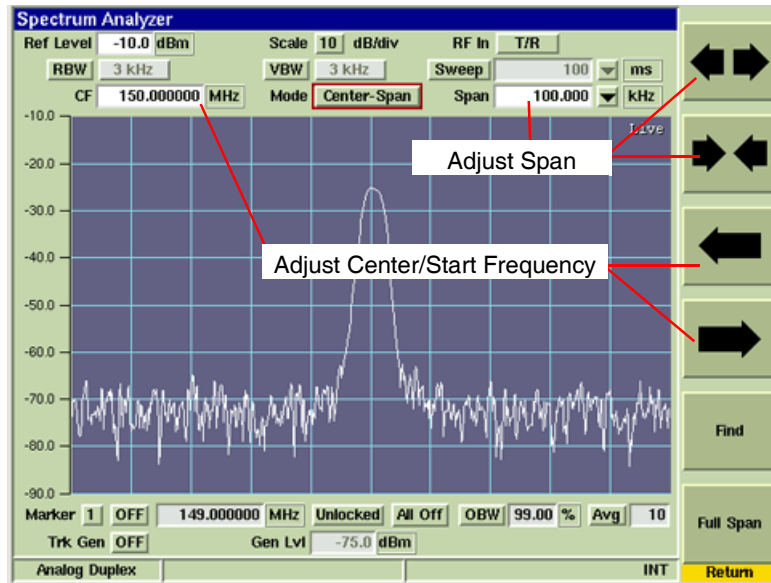 Spectrum Analyzer
Ref Level -10.0 dBm Scale 10 dB/div RF In T/R
RBW 3 kHz VBW 3 kHz Sweep 100 ms
CF 150.000000 MHz Mode Center-Span Span 100.000 kHz
-10.0
Live
Adjust Span
-20.0
-30.0
-40.0
Adjust Center/Start Frequency
-50.0
-60.0
-70.0
-80.0
-90.0
Find
Marker 1 OFF 149.000000 MHz Unlocked All Off OBW 99.00 % Avg 10
Trk Gen OFF Gen Lvl -75.0 dBm
Full Span
Analog Duplex INT
Return